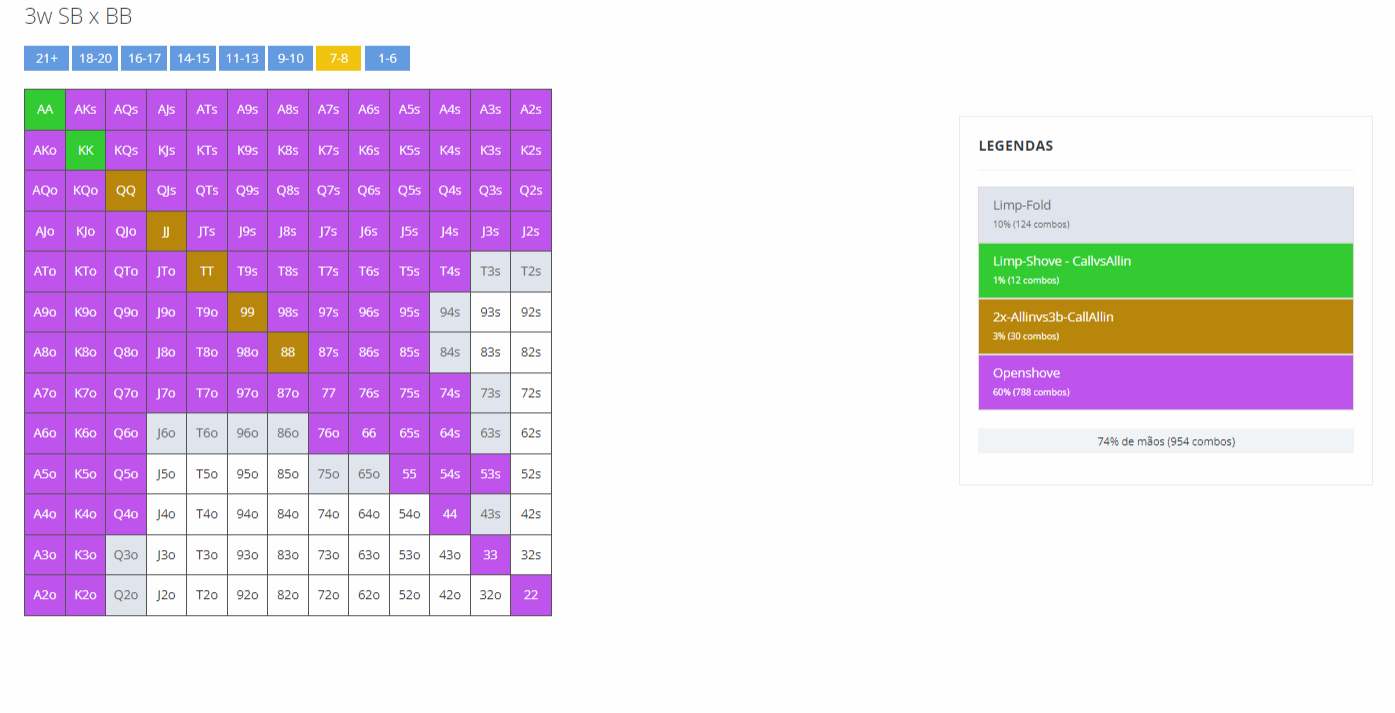 3w SB x BB
21+ 18-20 16-17 14-15 11-13 9-10 7-8 1-6
AA AKs AQs AJs ATs A9s A8s A7s A6s A5s A4s A3s A2s
AKo KK KQs KJs KTs K9s K8s K7s K6s K5s K4s K3s K2s
AQo KQo QQ QJs QTs Q9s Q8s Q7s Q6s Q5s Q4s Q3s Q2s
AJo KJo QJo JJ JTs J9s J8s J7s J6s J5s J4s J3s J2s
ATo KTo QTo JTo TT T9s T8s T7s T6s T5s T4s T3s T2s
A9o K9o Q9o J9o T9o 99 98s 97s 96s 95s 94s 93s 92s
A8o K8o Q8o J8o T8o 98o 88 87s 86s 85s 84s 83s 82s
A7o K7o Q7o J7o T7o 97o 87o 77 76s 75s 74s 73s 72s
A6o K6o Q6o J6o T6o 96o 86o 76o 66 65s 64s 63s 62s
A5o K5o Q5o J5o T5o 95o 85o 75o 65o 55 54s 53s 52s
A4o K4o Q4o J4o T4o 94o 84o 74o 64o 54o 44 43s 42s
A3o K3o Q3o J3o T3o 93o 83o 73o 63o 53o 43o 33 32s
A2o K2o Q2o J2o T2o 92o 82o 72o 62o 52o 42o 32o 22
LEGENDAS
Limp-Fold
10% (124 combos)
Limp-Shove - CallvsAllin
1% (12 combos)
2x-Allinvs3b-CallAllin
3% (30 combos)
Openshove
60% (788 combos)
74% de mãos (954 combos)